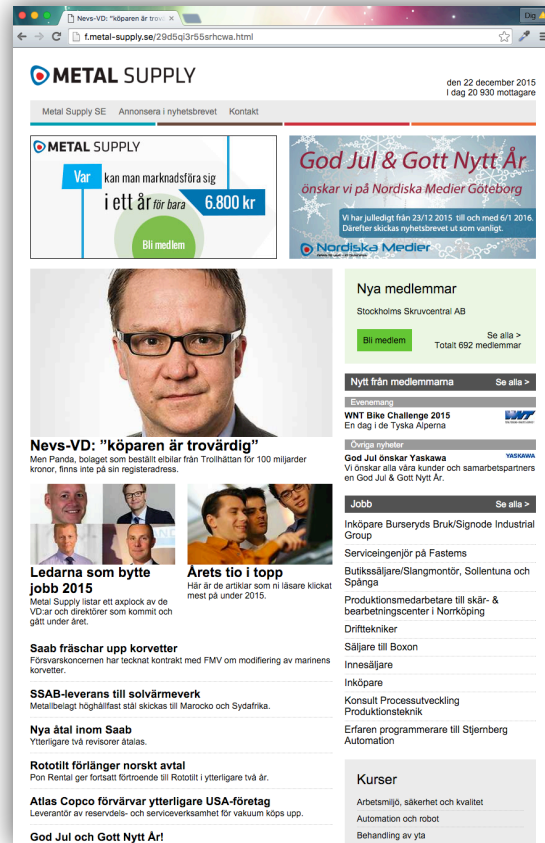 Nevs-VD: "köparen är trov
Dig
f.metal-supply.se/29d5qi3r55srhcwa.html
METAL SUPPLY
den 22 december 2015
I dag 20 930 mottagare
Metal Supply SE Annonsera i nyhetsbrevet Kontakt
METAL SUPPLY
Var kan man marknadsföra sig
i ett år för bara 6.800 kr
Bli medlem
God Jul & Gott Nytt År
önskar vi på Nordiska Medier Göteborg
Vi har julledigt från 23/12 2015 till och med 6/1 2016.
Därefter skickas nyhetsbrevet ut som vanligt.
Nordiska Medier
Nevs-VD: ”köparen är trovärdig”
Men Panda, bolaget som beställt elbilar från Trollhättan för 100 miljarder
kronor, finns inte på sin registeradress.
Ledarna som bytte
jobb 2015
Metal Supply listar ett axplock av de
VD:ar och direktörer som kommit och
gått under året.
Årets tio i topp
Här är de artiklar som ni läsare klickat
mest på under 2015.
Saab fräschar upp korvetter
Försvarskoncernen har tecknat kontrakt med FMV om modifiering av marinens
korvetter.
SSAB-leverans till solvärmeverk
Metallbelagt höghållfast stål skickas till Marocko och Sydafrika.
Nya åtal inom Saab
Ytterligare två revisorer åtalas.
Rototilt förlänger norskt avtal
Pon Rental ger fortsatt förtroende till Rototilt i ytterligare två år.
Atlas Copco förvärvar ytterligare USA-företag
Leverantör av reservdels- och serviceverksamhet för vakuum köps upp.
God Jul och Gott Nytt År!
Nya medlemmar
Stockholms Skruvcentral AB
Bli medlem
Se alla >
Totalt 692 medlemmar
Nytt från medlemmarna Se alla >
Evenemang
WNT Bike Challenge 2015
En dag i de Tyska Alperna
WNT
Övrige nyheter
God Jul önskar Yaskawa
YASKAWA
Vi önskar alla våra kunder och samarbetspartners
en God Jul & Gott Nytt År.
Jobb Se alla >
Inköpare Burseryds Bruk/Signode Industrial
Group
Serviceingenjör på Fastems
Butikssäljare/Slangmontör, Sollentuna och
Spånga
Produktionsmedarbetare till skär- &
bearbetningscenter i Norrköping
Drifttekniker
Säljare till Boxon
Innesäljare
Inköpare
Konsult Processutveckling
Produktionsteknik
Erfaren programmerare till Stjernberg
Automation
Kurser
Arbetsmiljö, säkerhet och kvalitet
Automation och robot
Behandling av yta